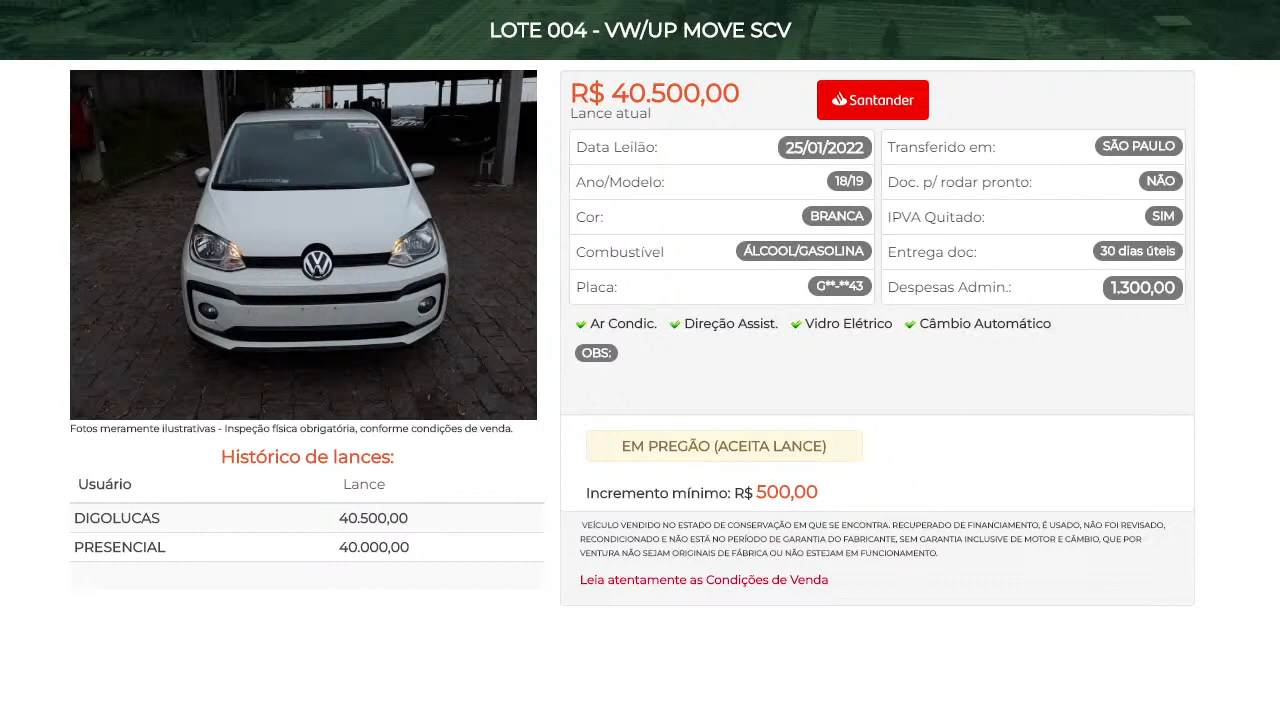 LOTE 004 - VW/UP MOVE SCV
R$ 40.500,00
Lance atual
Santander
Data Leilão: 25/01/2022
Ano/Modelo: 18/19
Cor: BRANCA
Combustível ÁLCOOL/GASOLINA
Placa: G**-**43
Transferido em: SÃO PAULO
Doc. p/ rodar pronto: NÃO
IPVA Quitado: SIM
Entrega doc: 30 dias úteis
Despesas Admin.: 1.300,00
Ar Condic. Direção Assist. Vidro Elétrico Câmbio Automático
OBS:
EM PREGÃO (ACEITA LANCE)
Incremento mínimo: R$ 500,00
VEÍCULO VENDIDO NO ESTADO DE CONSERVAÇÃO EM QUE SE ENCONTRA. RECUPERADO DE FINANCIAMENTO, É USADO, NÃO FOI REVISADO,
RECONDICIONADO E NÃO ESTÁ NO PERÍODO DE GARANTIA DO FABRICANTE, SEM GARANTIA INCLUSIVE DE MOTOR E CÂMBIO, QUE POR
VENTURA NÃO SEJAM ORIGINAIS DE FÁBRICA OU NÃO ESTEJAM EM FUNCIONAMENTO.
Leia atentamente as Condições de Venda
Fotos meramente ilustrativas - Inspeção física obrigatória, conforme condições de venda.
Histórico de lances:
Usuário Lance
DIGOLUCAS 40.500,00
PRESENCIAL 40.000,00